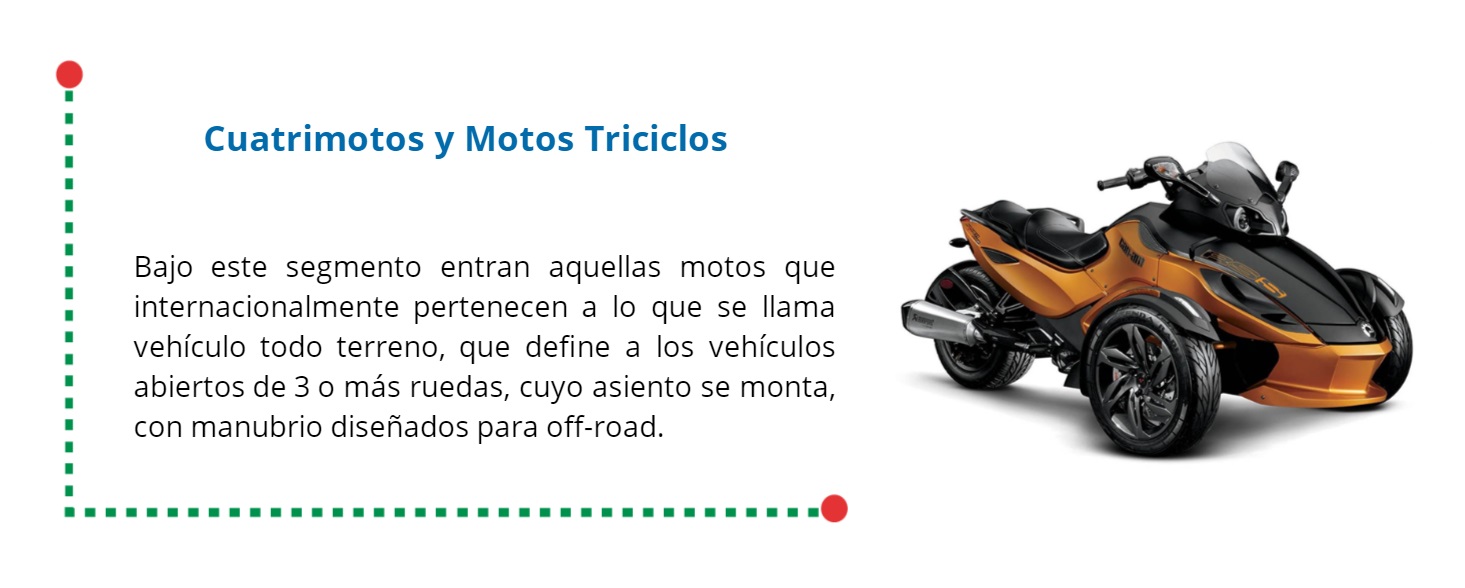 Cuatrimotos y Motos Triciclos
Bajo este segmento entran aquellas motos que
internacionalmente pertenecen a lo que se llama
vehículo todo terreno, que define a los vehículos
abiertos de 3 o más ruedas, cuyo asiento se monta,
con manubrio diseñados para off-road.
can-am